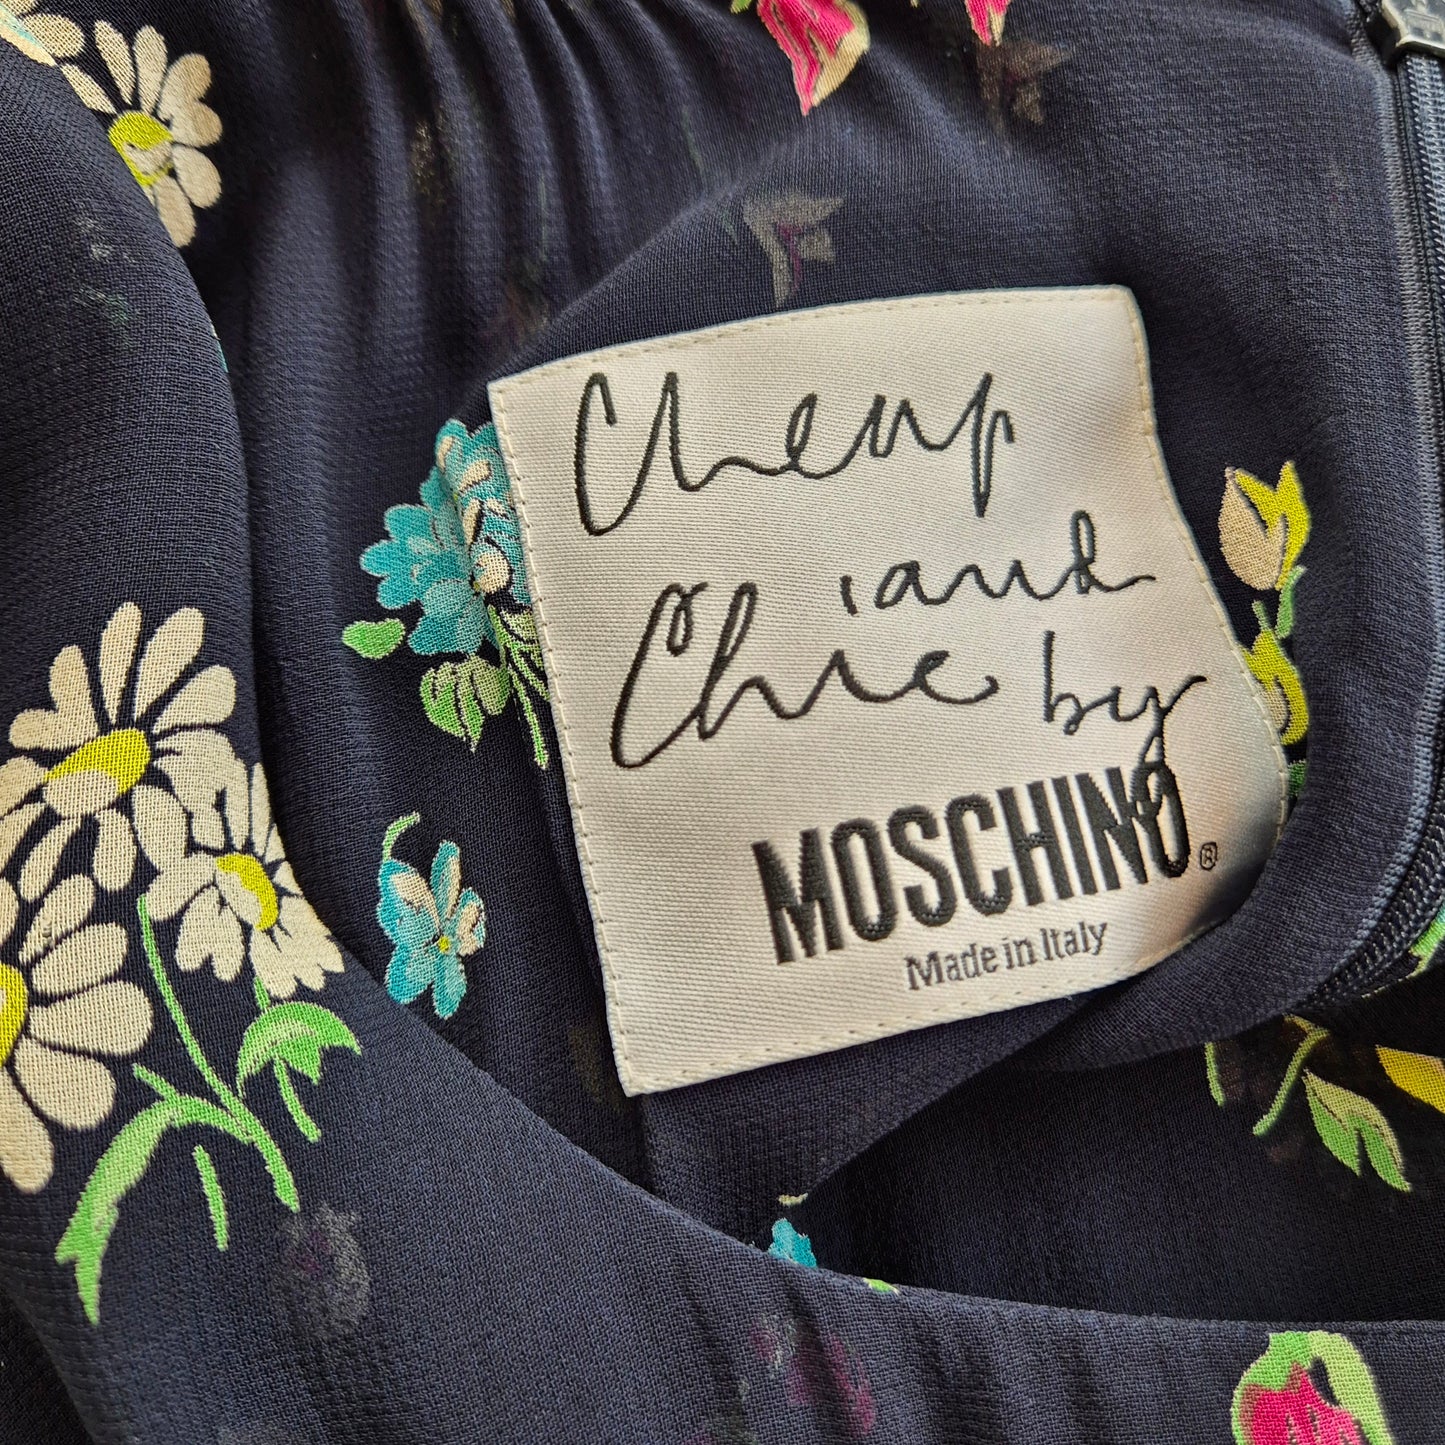 Cheap
and
Chic by
MOSCHINO®
Made in Italy